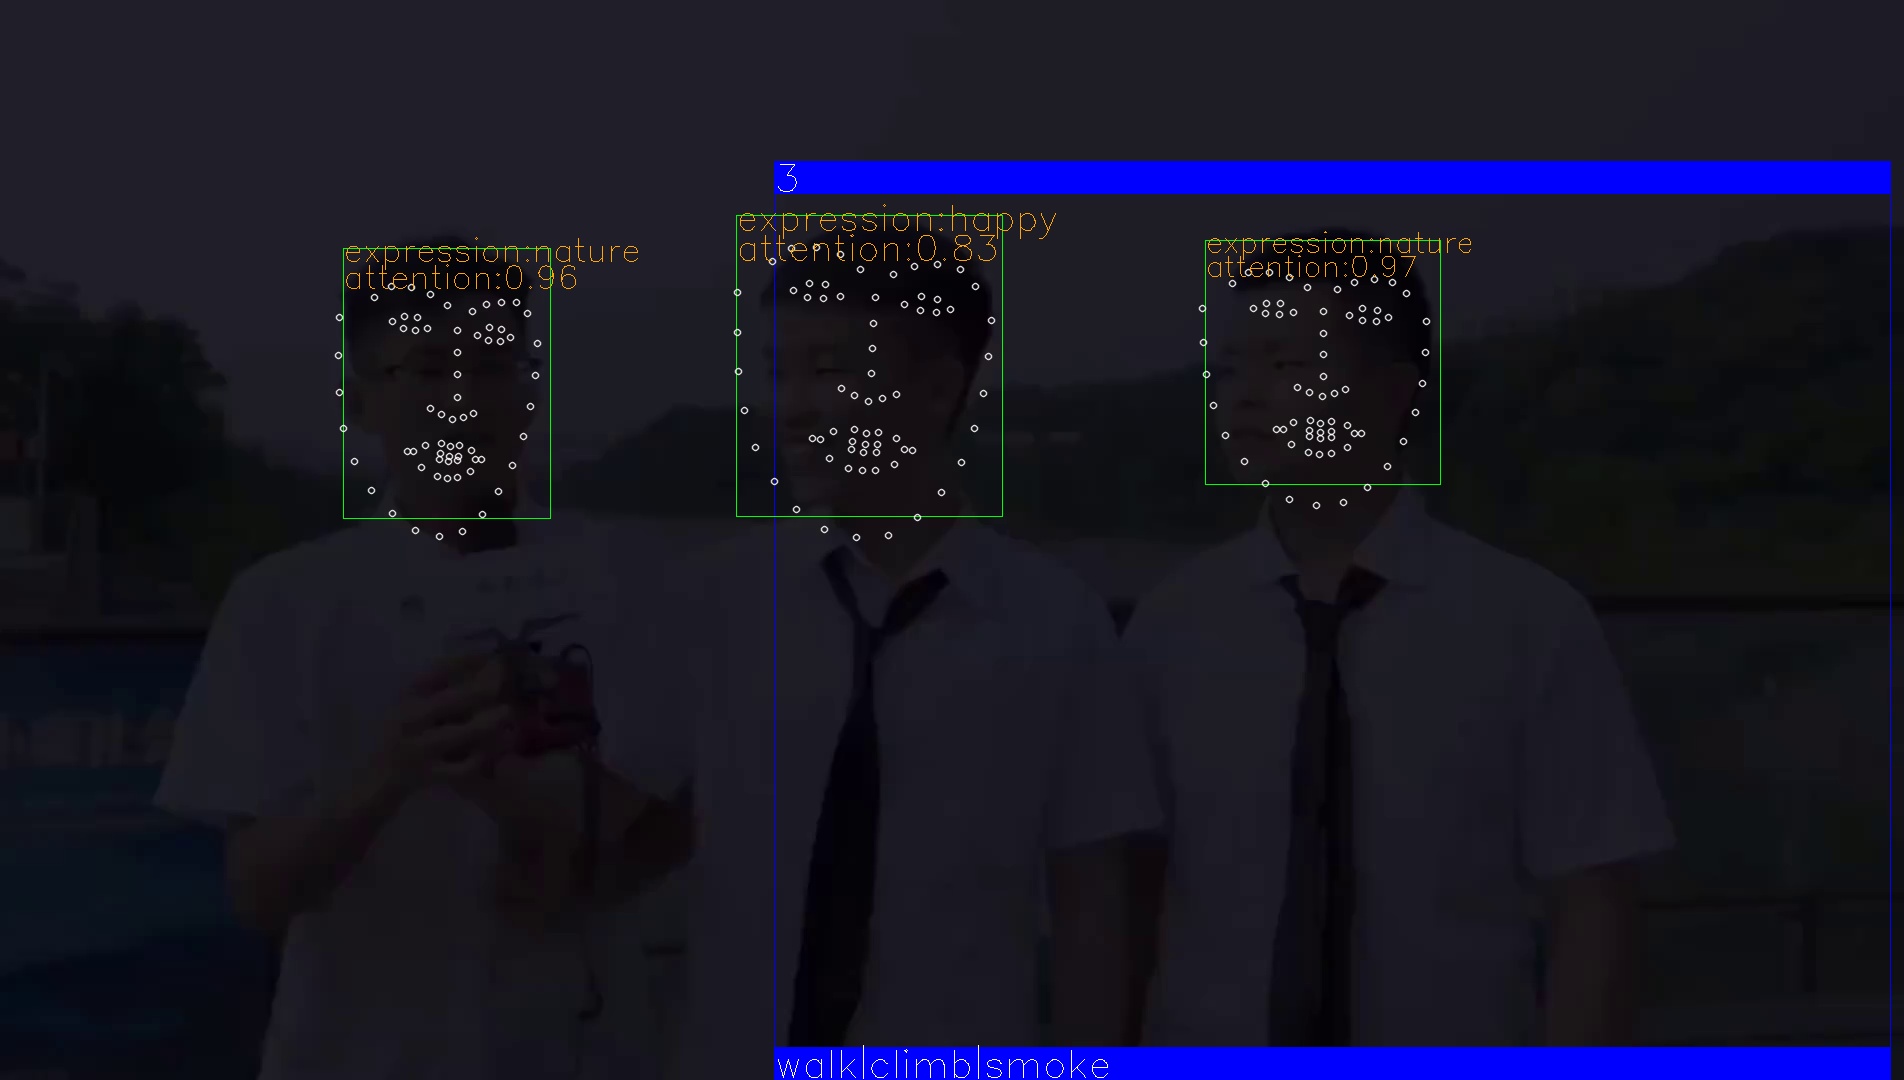 3
expression:happy
attention:0.83
expression:nature
attention:0.96
expression:nature
attention:0.97
walk|climb|smoke